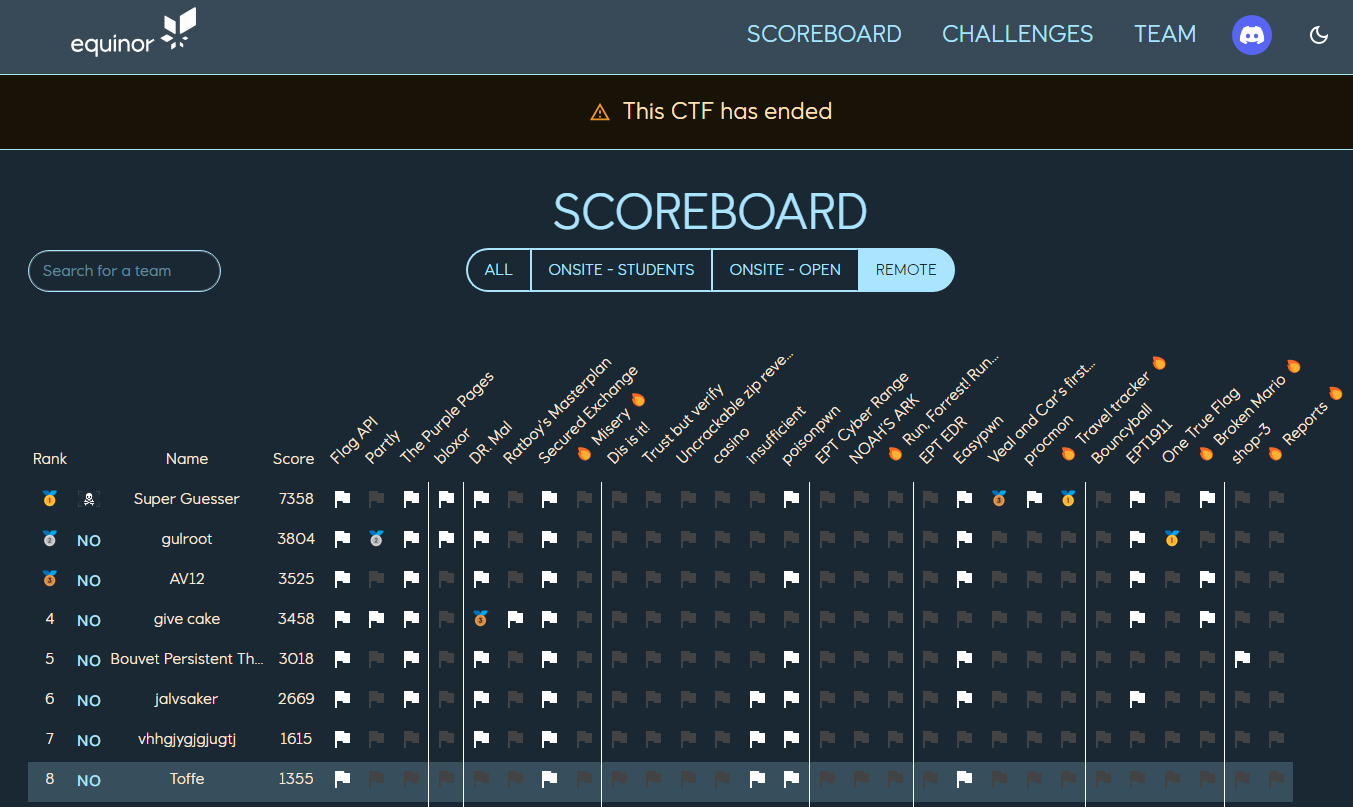 equinor
SCOREBOARD CHALLENGES TEAM
This CTF has ended
SCOREBOARD
Search for a team
ALL ONSITE - STUDENTS ONSITE - OPEN REMOTE
Rank Name Score
Flag API
Partly
The Purple Pages
bloxor
DR. Mal
Ratboy's Masterplan
Secured Exchange
Misery
Dis is it!
Trust but verify
Uncrackable zip reve...
casino
insufficient
poisonpwn
EPT Cyber Range
NOAH'S ARK
Run, Forrest! Run...
EPT EDR
Easypwn
Veal and Car's first...
procmon
Travel tracker
Bouncyball
EPT1911
One True Flag
Broken Mario
shop-3
Reports
1 Super Guesser 7358
2 NO gulroot 3804
3 NO AV12 3525
4 NO give cake 3458
5 NO Bouvet Persistent Th... 3018
6 NO jalvsaker 2669
7 NO vhhgjygjgjugtj 1615
8 NO Toffe 1355